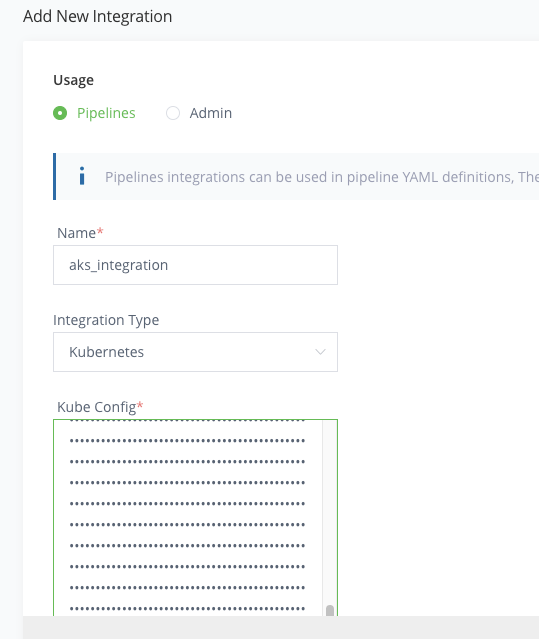 Add New Integration
Usage
Pipelines Admin
Pipelines integrations can be used in pipeline YAML definitions, The
Name*
aks_integration
Integration Type
Kubernetes
Kube Config*